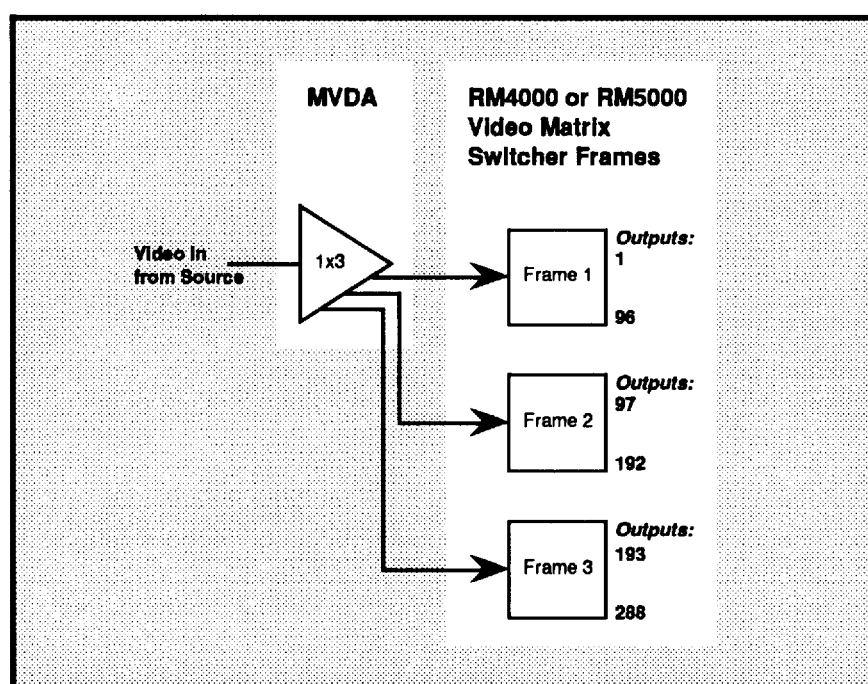 MVDA
RM4000 or RM5000
Video Matrix
Switcher Frames
Video in
from Source
1x3
Frame 1
Outputs:
1
96
Frame 2
Outputs:
97
192
Frame 3
Outputs:
193
288